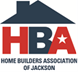 HBA
HOME BUILDERS ASSOCIATION
OF JACKSON